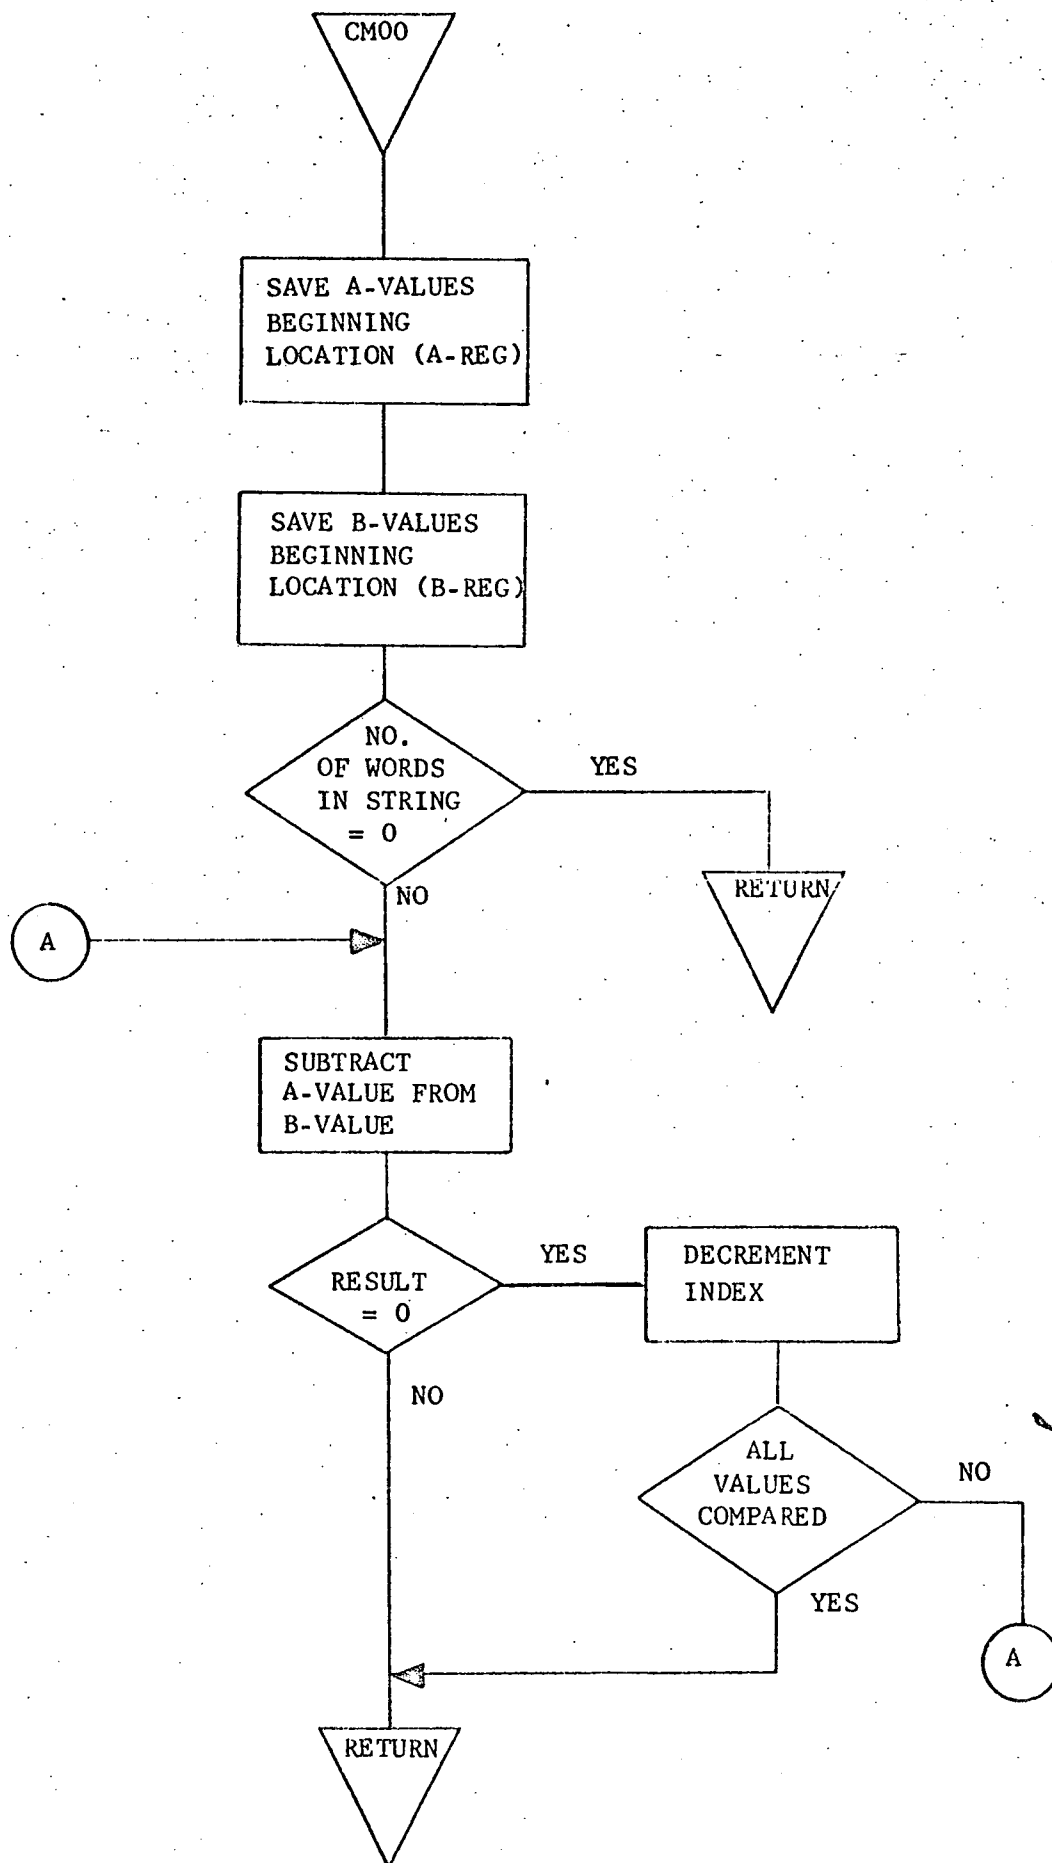 CM00
SAVE A-VALUES
BEGINNING
LOCATION (A-REG)
SAVE B-VALUES
BEGINNING
LOCATION (B-REG)
NO.
OF WORDS
IN STRING
= 0
YES
RETURN
NO
A
SUBTRACT
A-VALUE FROM
B-VALUE
RESULT
= 0
YES
DECREMENT
INDEX
NO
ALL
VALUES
COMPARED
NO
YES
A
RETURN